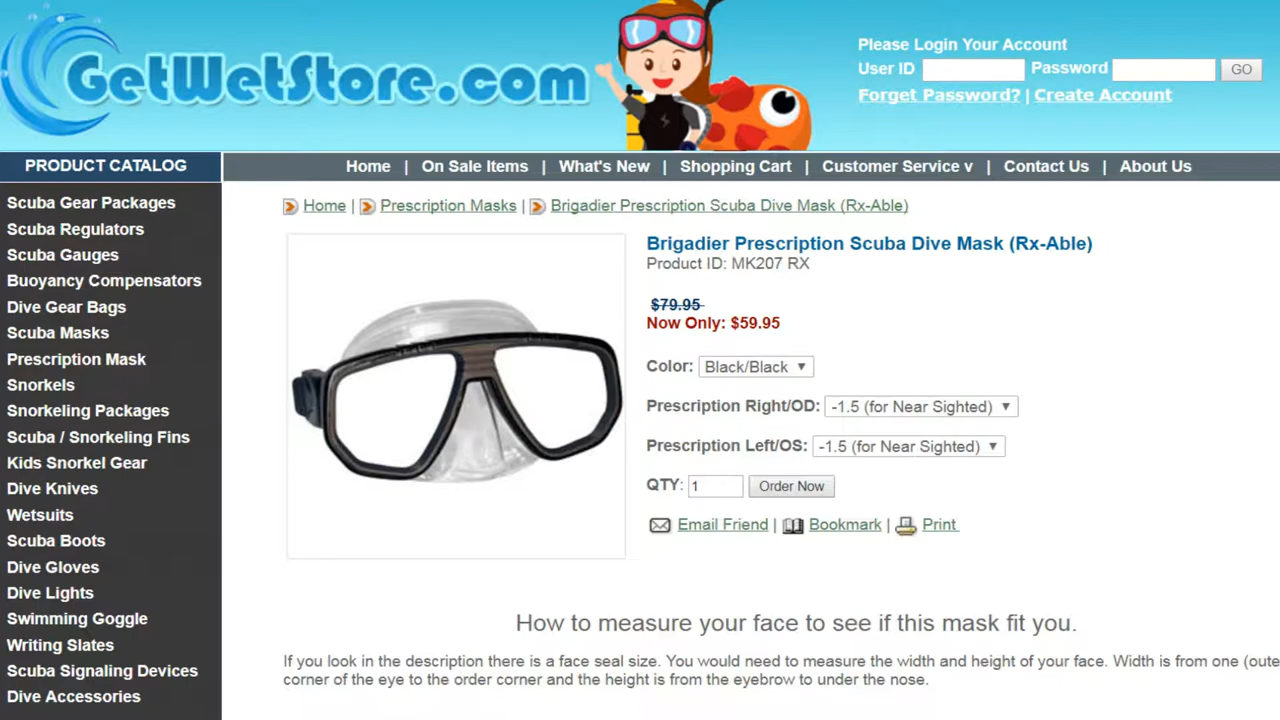 GetWetStore.com
Please Login Your Account
User ID Password GO
Forget Password? | Create Account
PRODUCT CATALOG
Home | On Sale Items | What's New | Shopping Cart | Customer Service v | Contact Us | About Us
Scuba Gear Packages
Scuba Regulators
Scuba Gauges
Buoyancy Compensators
Dive Gear Bags
Scuba Masks
Prescription Mask
Snorkels
Snorkeling Packages
Scuba / Snorkeling Fins
Kids Snorkel Gear
Dive Knives
Wetsuits
Scuba Boots
Dive Gloves
Dive Lights
Swimming Goggle
Writing Slates
Scuba Signaling Devices
Dive Accessories
Home | Prescription Masks | Brigadier Prescription Scuba Dive Mask (Rx-Able)
Brigadier Prescription Scuba Dive Mask (Rx-Able)
Product ID: MK207 RX
$79.95
Now Only: $59.95
Color: Black/Black
Prescription Right/OD: -1.5 (for Near Sighted)
Prescription Left/OS: -1.5 (for Near Sighted)
QTY: 1 Order Now
Email Friend | Bookmark | Print
How to measure your face to see if this mask fit you.
If you look in the description there is a face seal size. You would need to measure the width and height of your face. Width is from one (oute
corner of the eye to the order corner and the height is from the eyebrow to under the nose.